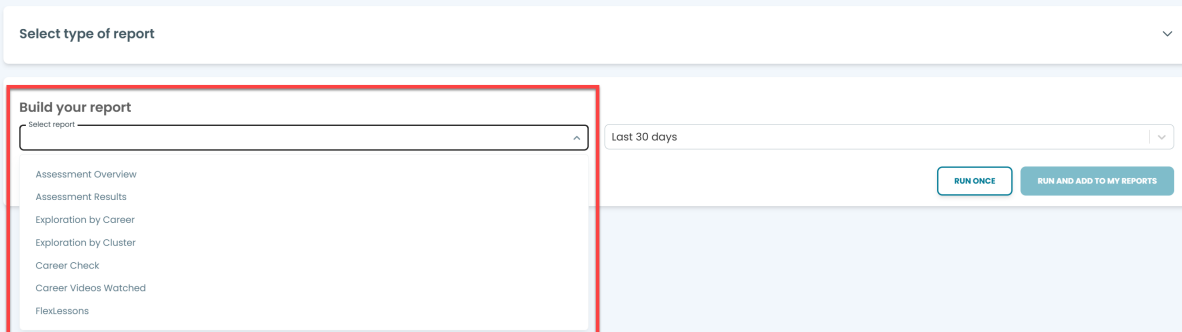 Select type of report
Build your report
Select report
Last 30 days
Assessment Overview
Assessment Results
Exploration by Career
Exploration by Cluster
Career Check
Career Videos Watched
FlexLessons
RUN ONCE
RUN AND ADD TO MY REPORTS